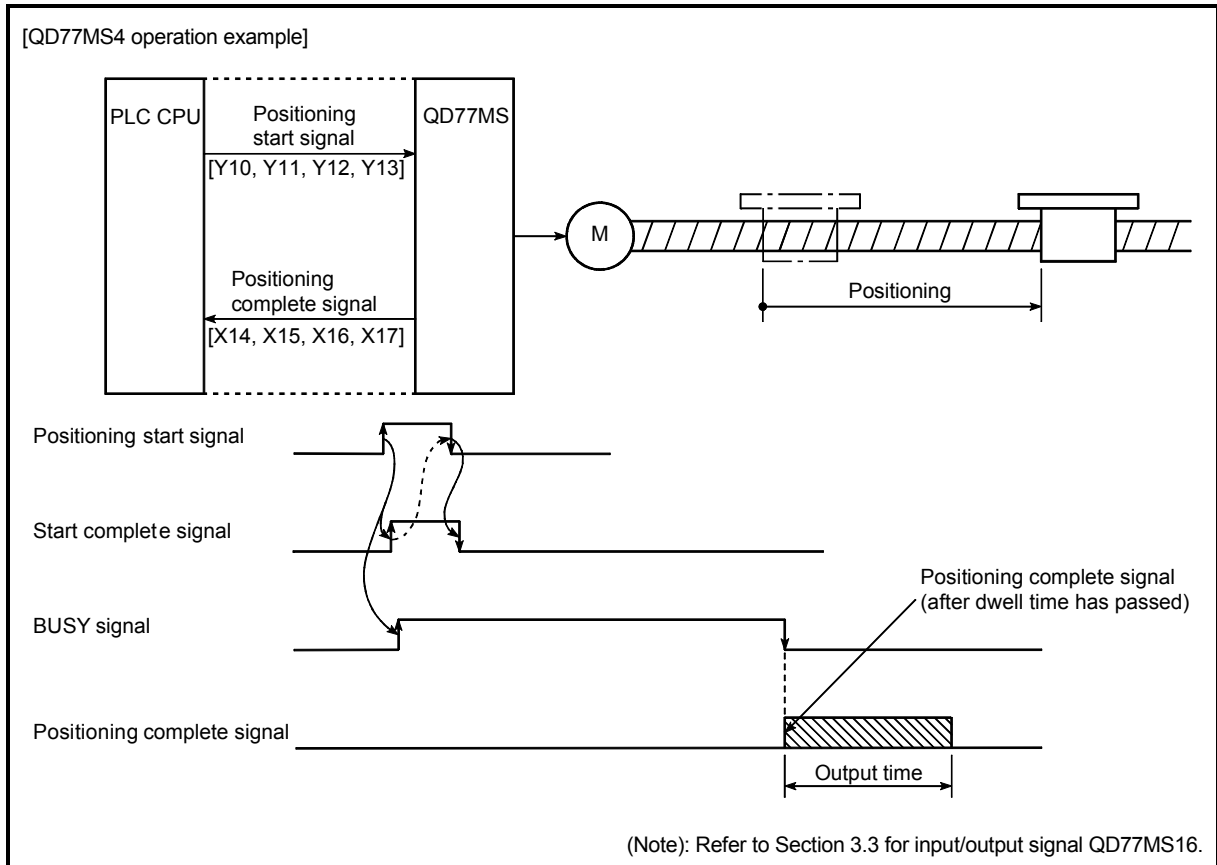 [QD77MS4 operation example]
PLC CPU
Positioning
start signal
[Y10, Y11, Y12, Y13]
QD77MS
M
Positioning
complete signal
[X14, X15, X16, X17]
Positioning
Positioning start signal
Start complete signal
Positioning complete signal
(after dwell time has passed)
BUSY signal
Positioning complete signal
Output time
(Note): Refer to Section 3.3 for input/output signal QD77MS16.